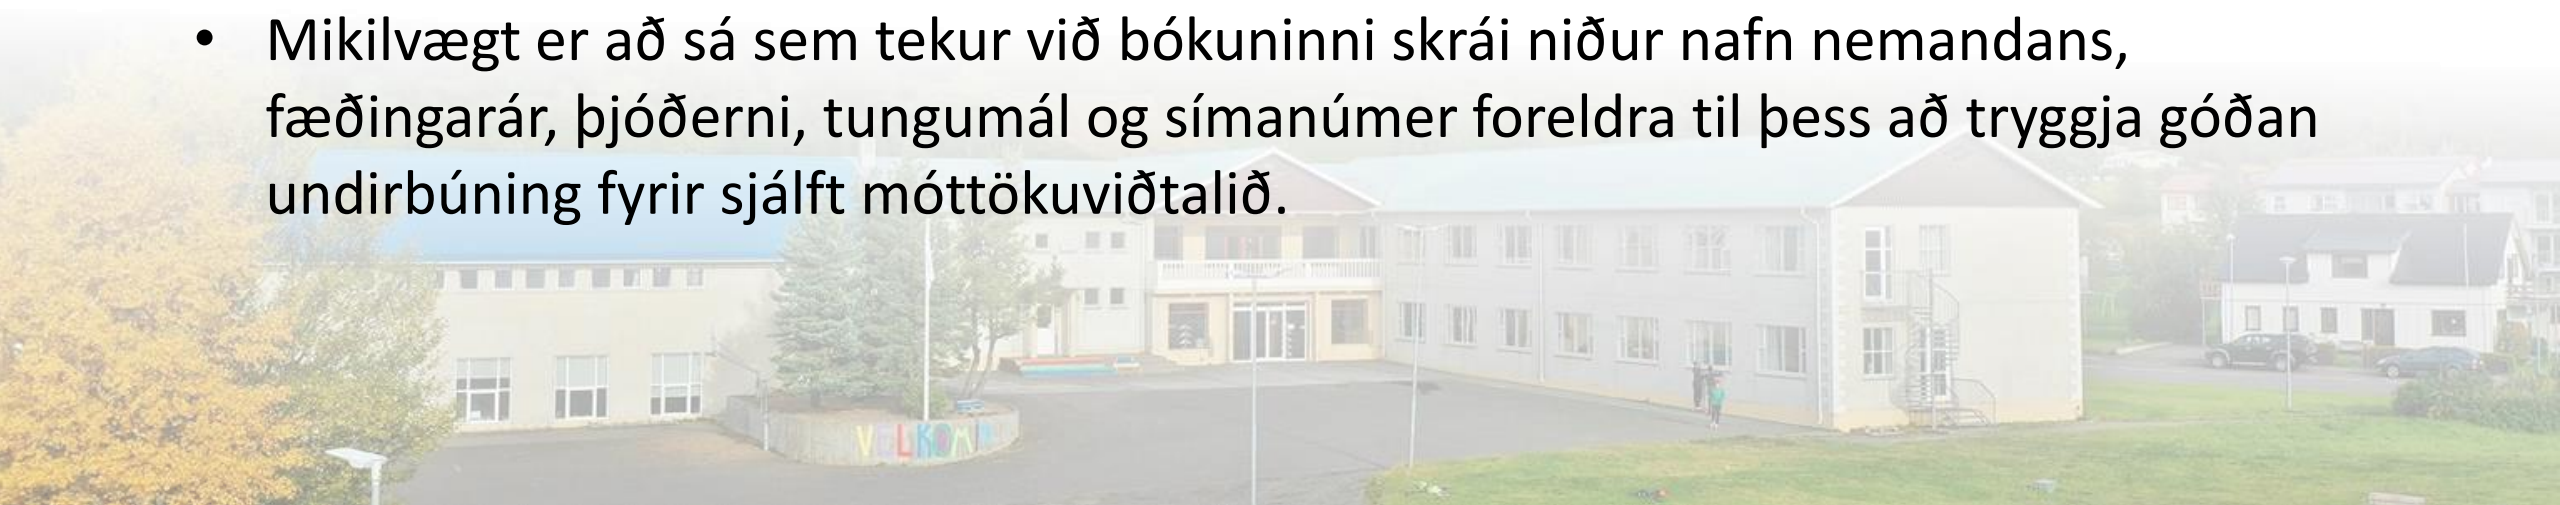 • Mikilvægt er að sá sem tekur við bókuninni skrái niður nafn nemandans,
fæðingarár, þjóðerni, tungumál og símanúmer foreldra til þess að tryggja góðan
undirbúning fyrir sjálft móttökuviðtalið.
VELKOM